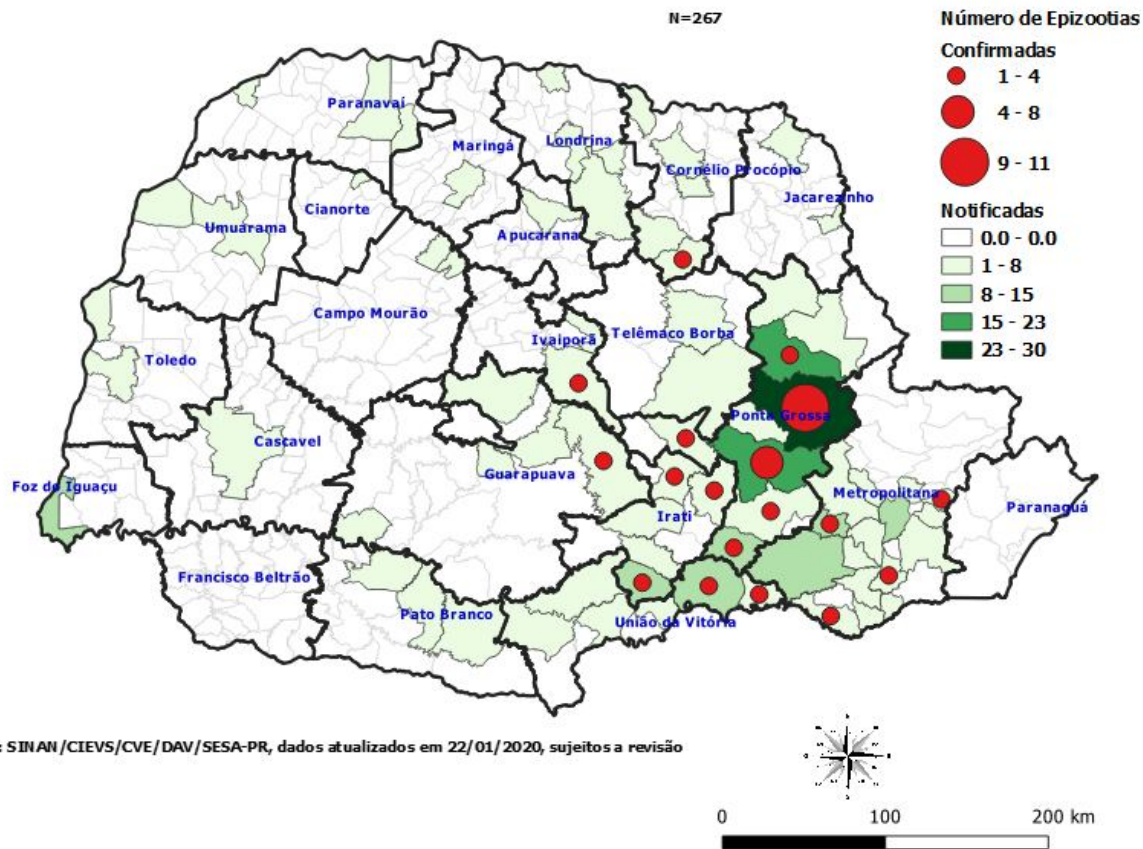 N=267
Número de Epizootias
Confirmadas
1 - 4
4 - 8
9 - 11
Notificadas
0.0 - 0.0
1 - 8
8 - 15
15 - 23
23 - 30
Paranavaí
Maringá
Londrina
Cornélio Procópio
Jacarezinho
Umuarama
Cianorte
Apucarana
Campo Mourão
Ivaiporã
Telêmaco Borba
Toledo
Cascavel
Guarapuava
Ponta Grossa
Foz do Iguaçu
Irati
Metropolitana
Paranaguá
Francisco Beltrão
Pato Branco
União da Vitória
: SINAN/CIEVS/CVE/DAV/SESA-PR, dados atualizados em 22/01/2020, sujeitos a revisão
0 100 200 km